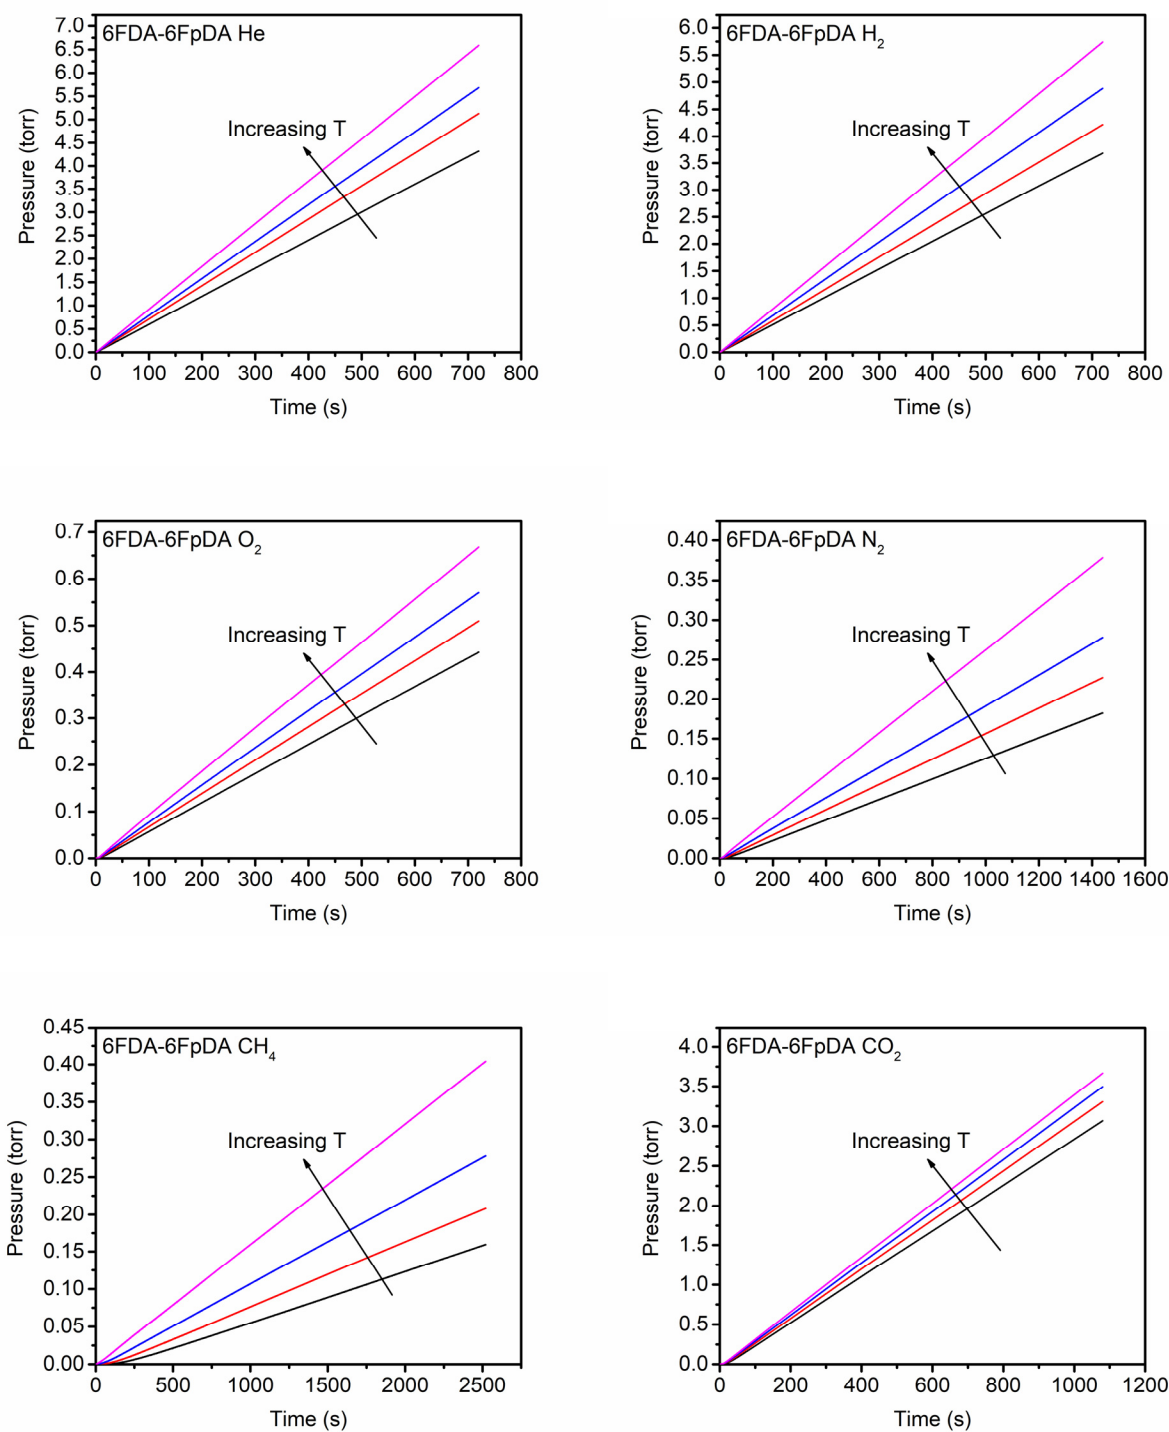 6FDA-6FpDA He
Increasing T
Pressure (torr)
7.0
6.5
6.0
5.5
5.0
4.5
4.0
3.5
3.0
2.5
2.0
1.5
1.0
0.5
0.0
0 100 200 300 400 500 600 700 800
Time (s)
6FDA-6FpDA H2
Increasing T
Pressure (torr)
6.0
5.5
5.0
4.5
4.0
3.5
3.0
2.5
2.0
1.5
1.0
0.5
0.0
0 100 200 300 400 500 600 700 800
Time (s)
6FDA-6FpDA O2
Increasing T
Pressure (torr)
0.7
0.6
0.5
0.4
0.3
0.2
0.1
0.0
0 100 200 300 400 500 600 700 800
Time (s)
6FDA-6FpDA N2
Increasing T
Pressure (torr)
0.40
0.35
0.30
0.25
0.20
0.15
0.10
0.05
0.00
0 200 400 600 800 1000 1200 1400 1600
Time (s)
6FDA-6FpDA CH4
Increasing T
Pressure (torr)
0.45
0.40
0.35
0.30
0.25
0.20
0.15
0.10
0.05
0.00
0 500 1000 1500 2000 2500
Time (s)
6FDA-6FpDA CO2
Increasing T
Pressure (torr)
4.0
3.5
3.0
2.5
2.0
1.5
1.0
0.5
0.0
0 200 400 600 800 1000 1200
Time (s)